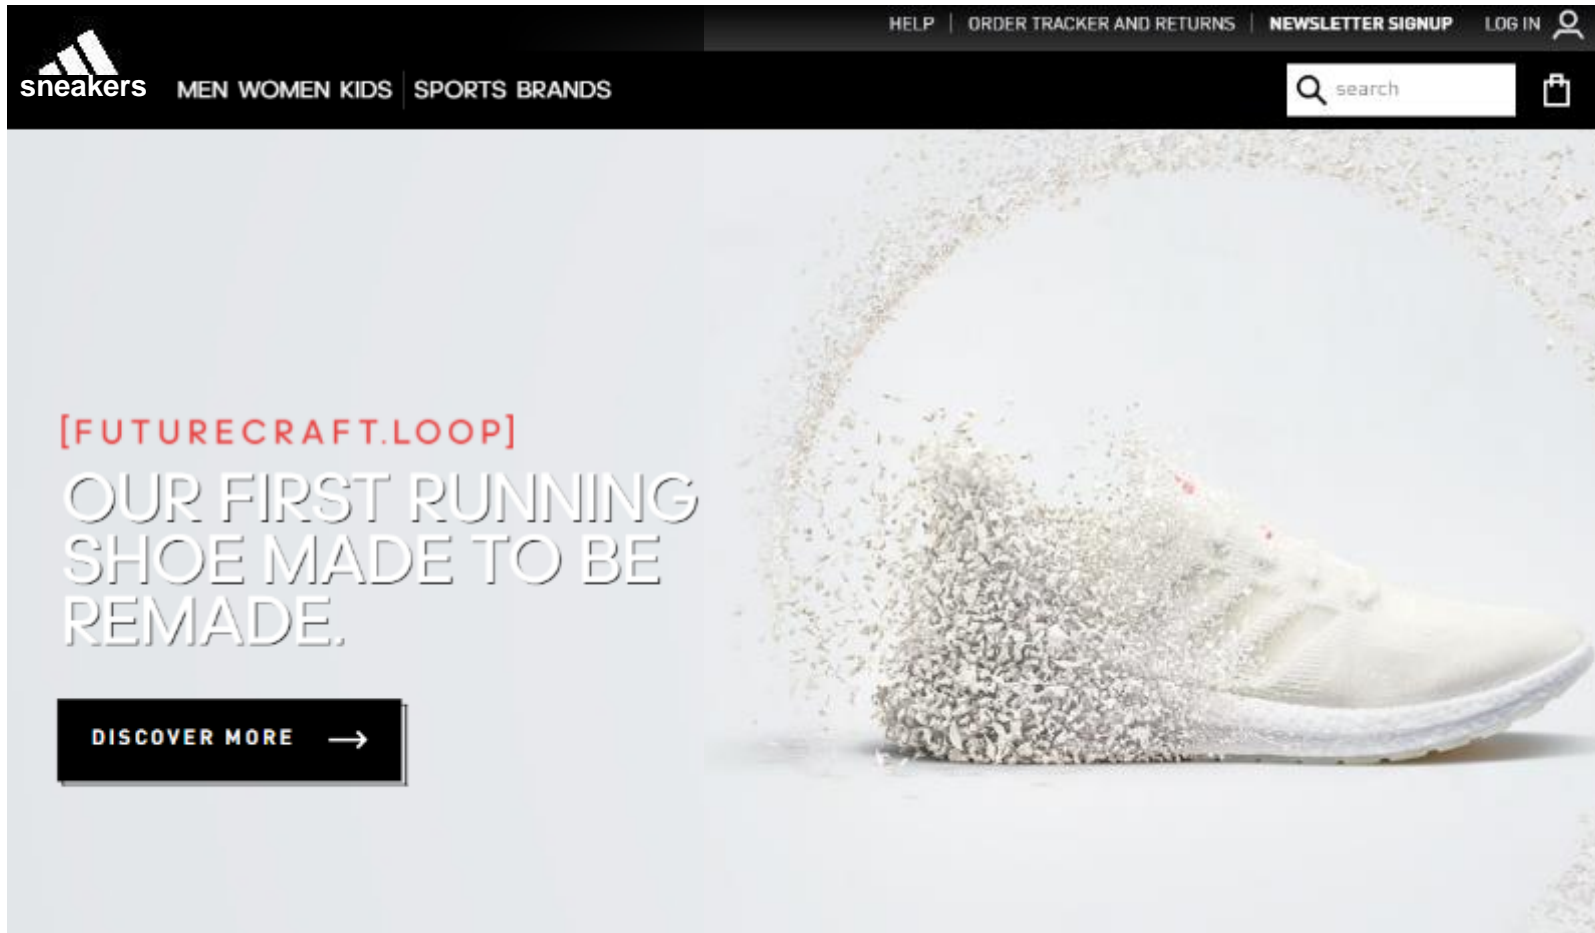 HELP | ORDER TRACKER AND RETURNS | NEWSLETTER SIGNUP LOG IN
sneakers
MEN WOMEN KIDS | SPORTS BRANDS
search
[FUTURECRAFT.LOOP]
OUR FIRST RUNNING
SHOE MADE TO BE
REMADE.
DISCOVER MORE →